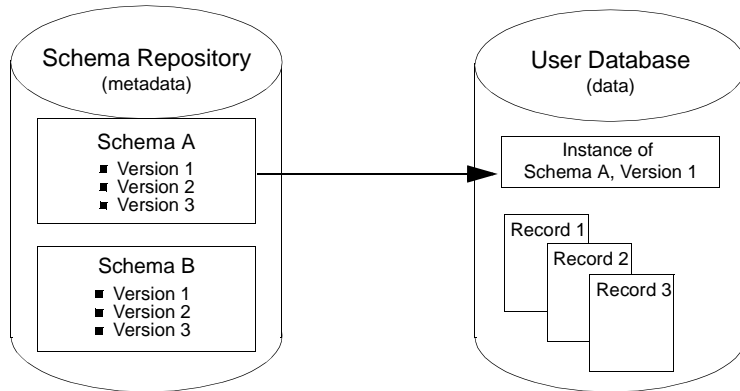 Schema Repository
(metadata)
Schema A
■ Version 1
■ Version 2
■ Version 3
Schema B
■ Version 1
■ Version 2
■ Version 3
User Database
(data)
Instance of
Schema A, Version 1
Record 1
Record 2
Record 3